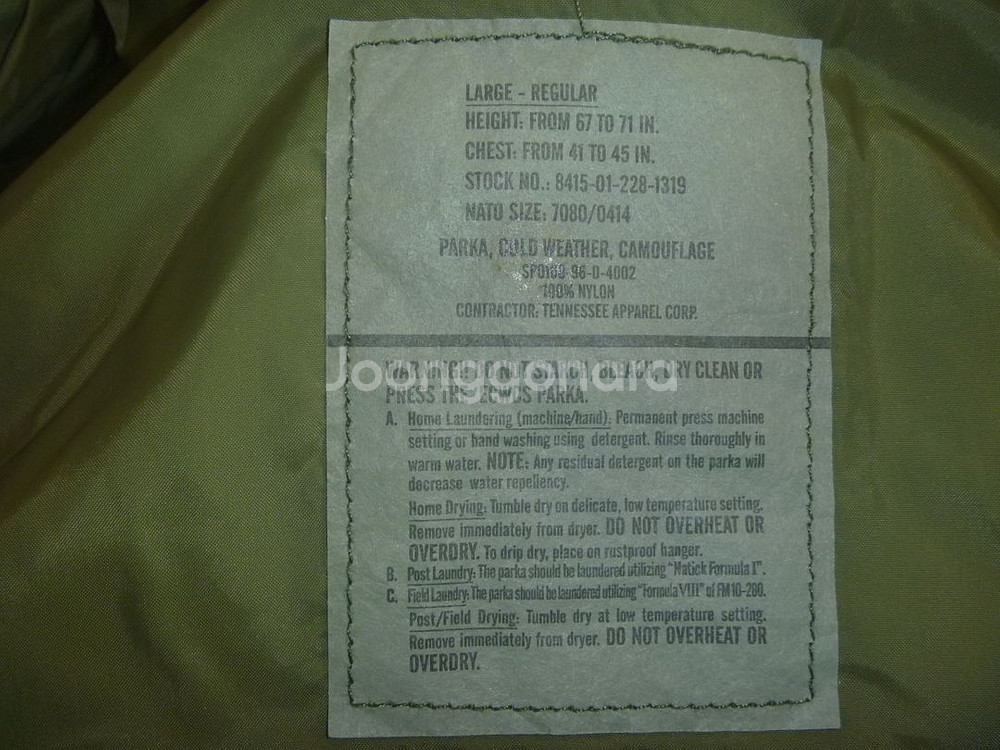 LARGE - REGULAR
HEIGHT: FROM 67 TO 71 IN.
CHEST: FROM 41 TO 45 IN.
STOCK NO.: 8415-01-228-1319
NATO SIZE: 7080/0414
PARKA, COLD WEATHER, CAMOUFLAGE
SP0100-96-D-4002
100% NYLON
CONTRACTOR: TENNESSEE APPAREL CORP.
Joonggonara
WARNING! DO NOT STARCH, BLEACH, DRY CLEAN OR
PRESS THE ECWCS PARKA.
A. Home Laundering (machine/hand): Permanent press machine
setting or hand washing using detergent. Rinse thoroughly in
warm water. NOTE: Any residual detergent on the parka will
decrease water repellency.
Home Drying: Tumble dry on delicate, low temperature setting.
Remove immediately from dryer. DO NOT OVERHEAT OR
OVERDRY. To drip dry, place on rustproof hanger.
B. Post Laundry: The parka should be laundered utilizing "Natick Formula I".
C. Field Laundry: The parka should be laundered utilizing "Formula VIII" of FM10-280.
Post/Field Drying: Tumble dry at low temperature setting.
Remove immediately from dryer. DO NOT OVERHEAT OR
OVERDRY.